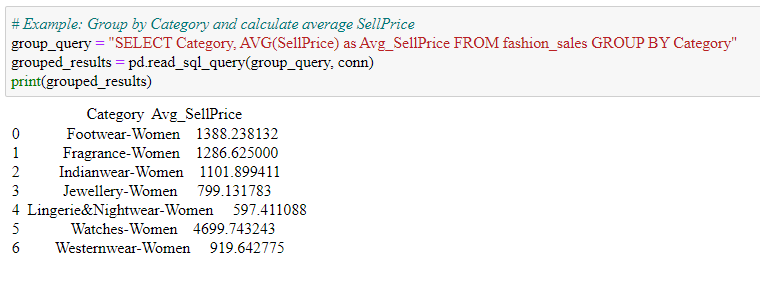 # Example: Group by Category and calculate average SellPrice
group_query = "SELECT Category, AVG(SellPrice) as Avg_SellPrice FROM fashion_sales GROUP BY Category"
grouped_results = pd.read_sql_query(group_query, conn)
print(grouped_results)
Category Avg_SellPrice
0 Footwear-Women 1388.238132
1 Fragrance-Women 1286.625000
2 Indianwear-Women 1101.899411
3 Jewellery-Women 799.131783
4 Lingerie&Nightwear-Women 597.411088
5 Watches-Women 4699.743243
6 Westernwear-Women 919.642775